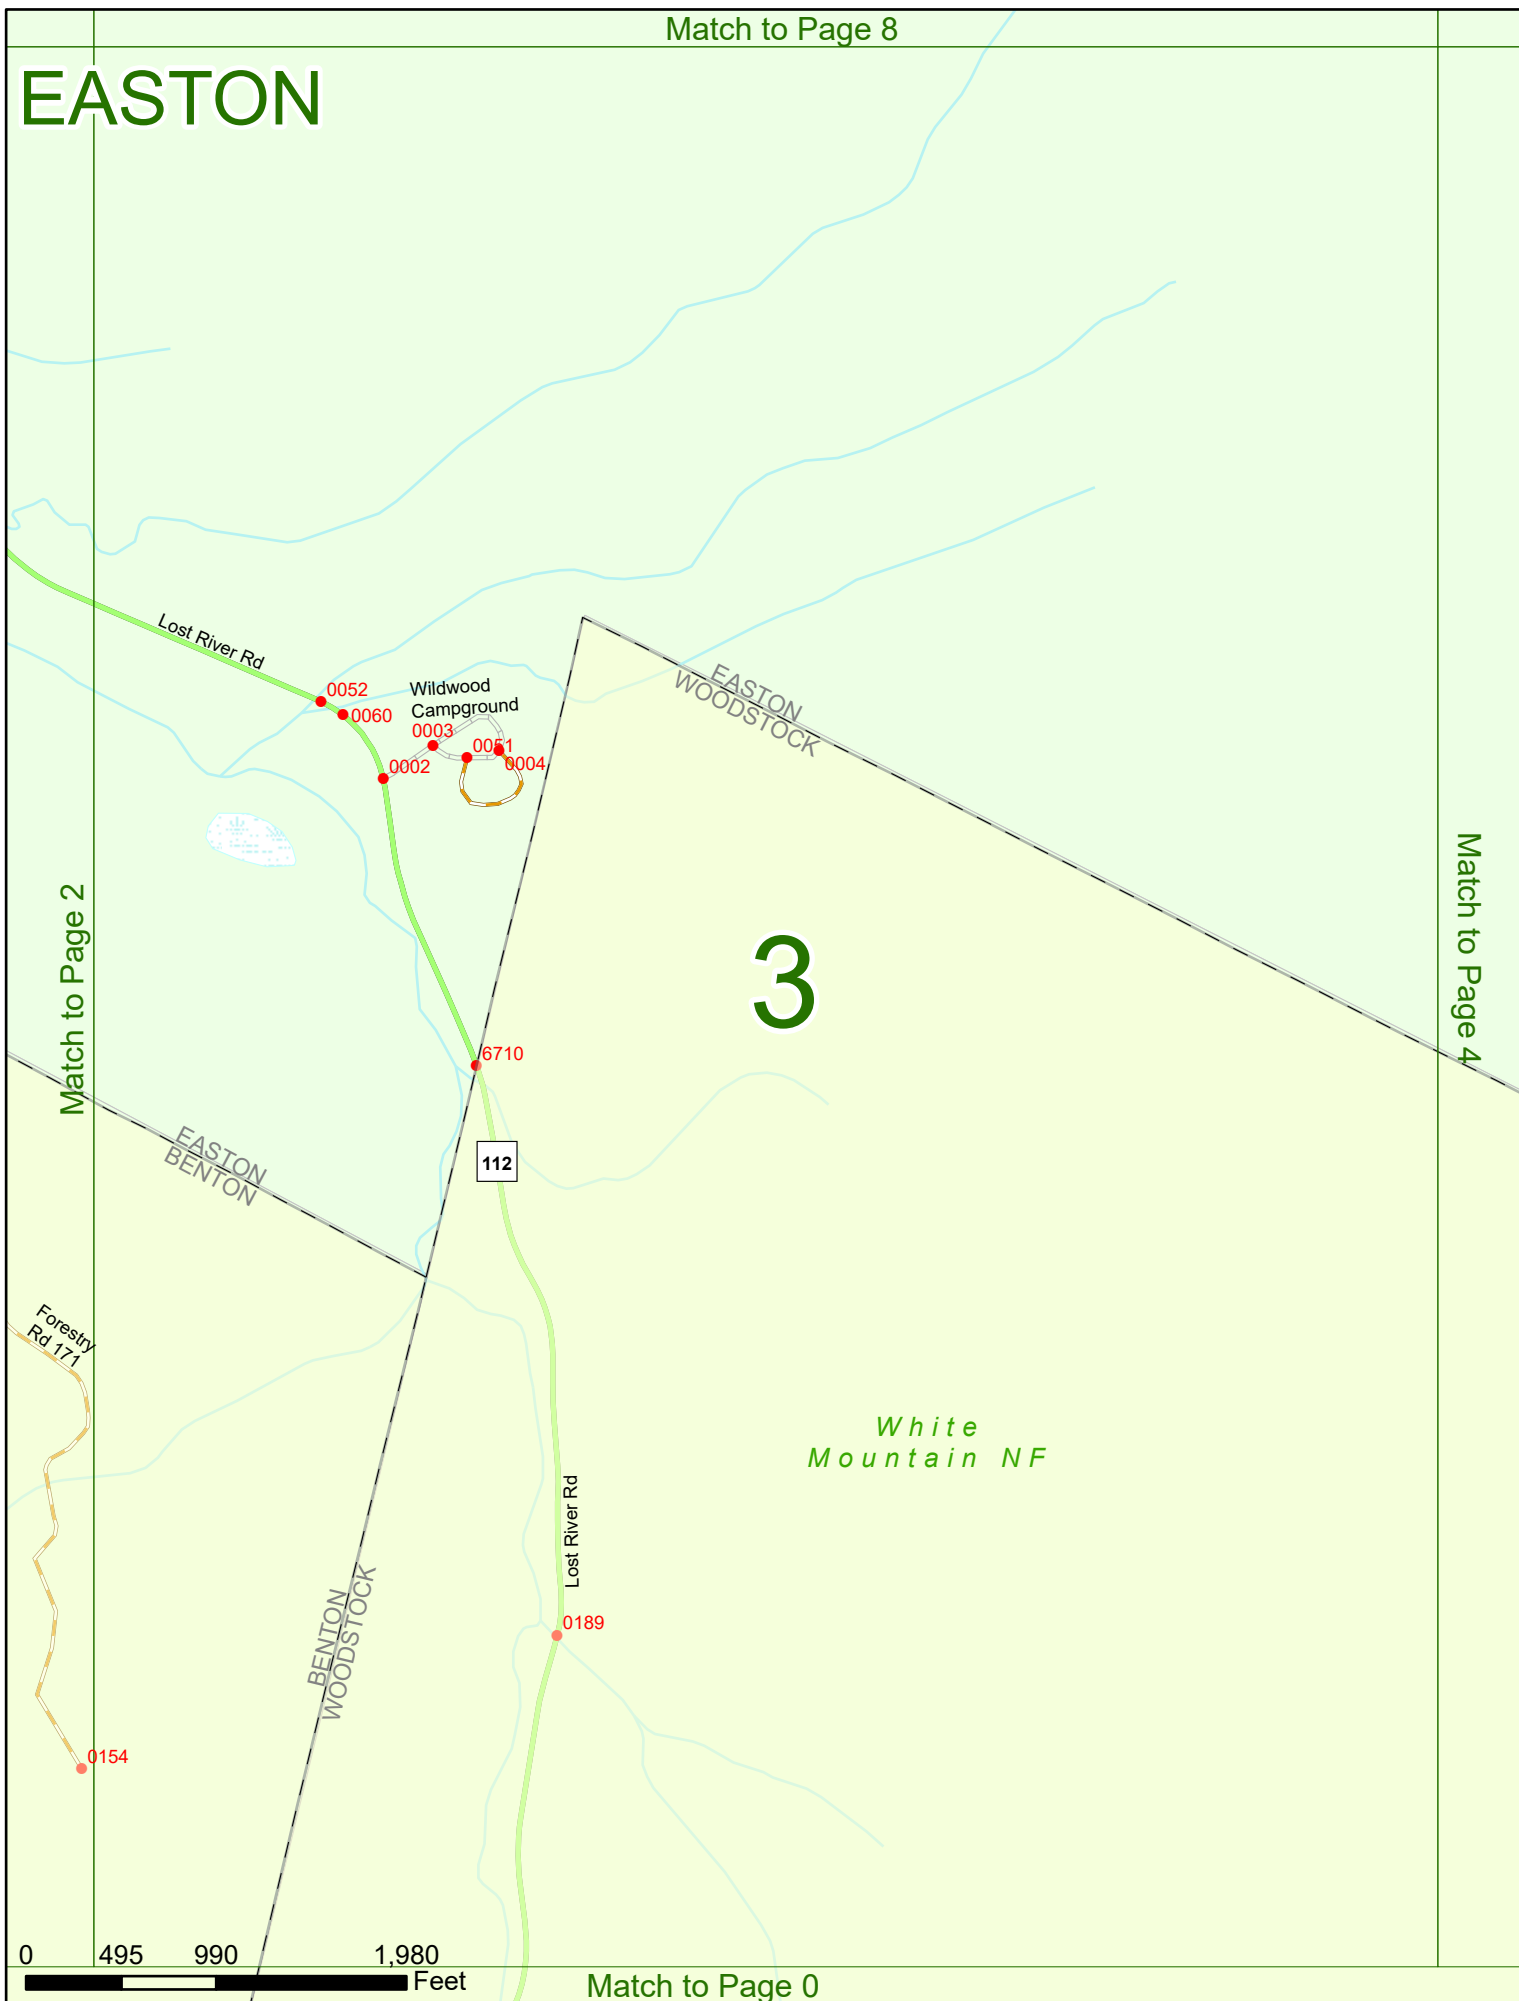 Match to Page 8
EASTON
Lost River Rd
0052
0060
Wildwood
Campground
0003
0051
0004
0002
EASTON
WOODSTOCK
Match to Page 2
3
Match to Page 4
6710
112
EASTON
BENTON
Forestry
Rd 171
White
Mountain NF
Lost River Rd
BENTON
WOODSTOCK
0189
0154
0 495 990 1,980
Feet
Match to Page 0